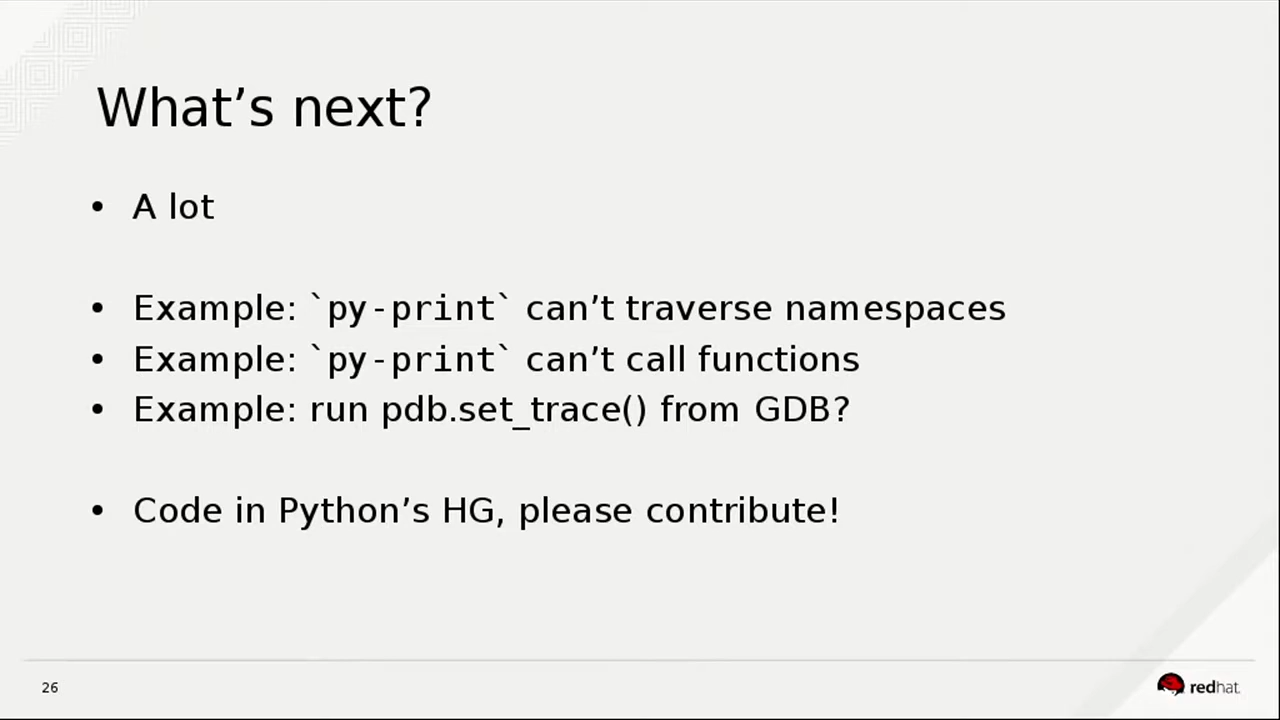 What’s next?
• A lot
• Example: `py-print` can’t traverse namespaces
• Example: `py-print` can’t call functions
• Example: run pdb.set_trace() from GDB?
• Code in Python’s HG, please contribute!
26
redhat.